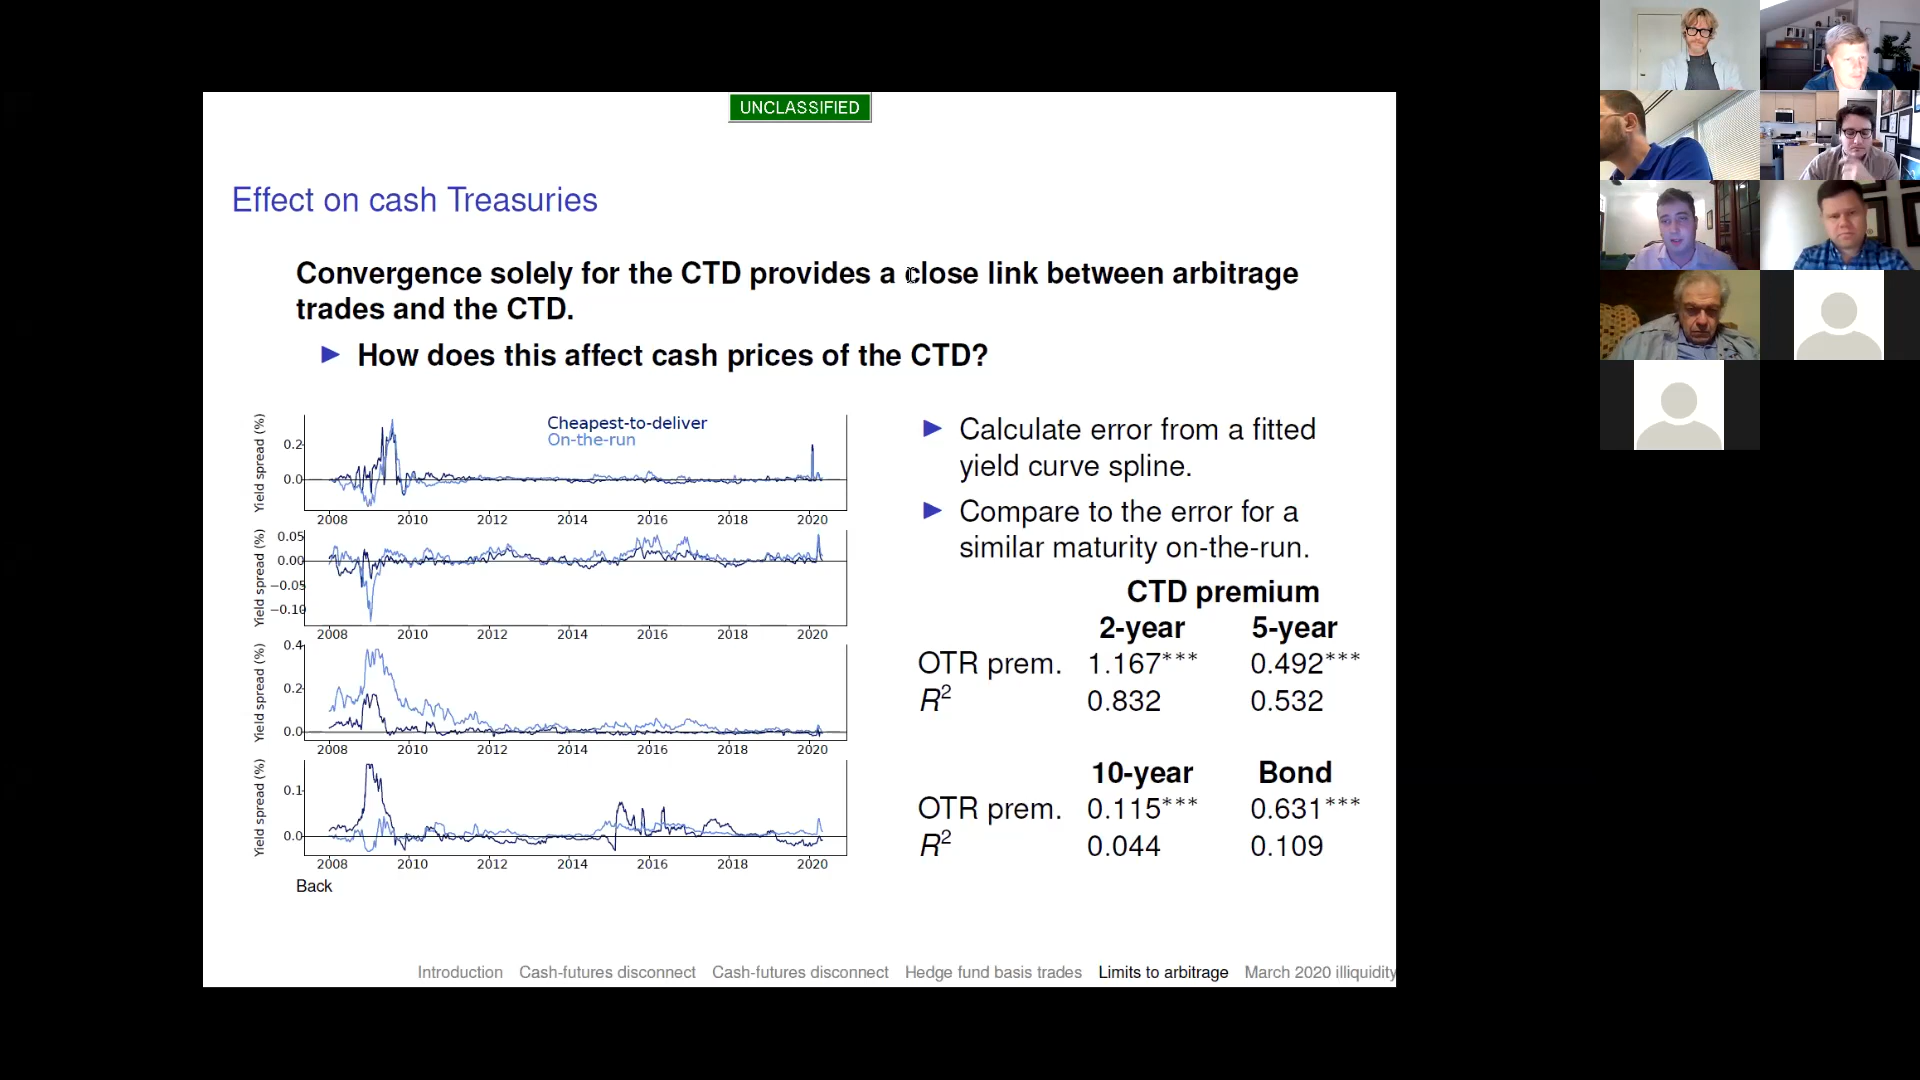 UNCLASSIFIED
Effect on cash Treasuries
Convergence solely for the CTD provides a close link between arbitrage
trades and the CTD.
► How does this affect cash prices of the CTD?
Cheapest-to-deliver
On-the-run
Yield spread (%)
0.2
0.0
2008 2010 2012 2014 2016 2018 2020
Yield spread (%)
0.05
0.00
−0.05
−0.10
2008 2010 2012 2014 2016 2018 2020
Yield spread (%)
0.4
0.2
0.0
2008 2010 2012 2014 2016 2018 2020
Yield spread (%)
0.1
0.0
2008 2010 2012 2014 2016 2018 2020
Back
► Calculate error from a fitted
yield curve spline.
► Compare to the error for a
similar maturity on-the-run.
CTD premium
2-year 5-year
OTR prem. 1.167*** 0.492***
R² 0.832 0.532
10-year Bond
OTR prem. 0.115*** 0.631***
R² 0.044 0.109
Introduction Cash-futures disconnect Cash-futures disconnect Hedge fund basis trades Limits to arbitrage March 2020 illiquidity